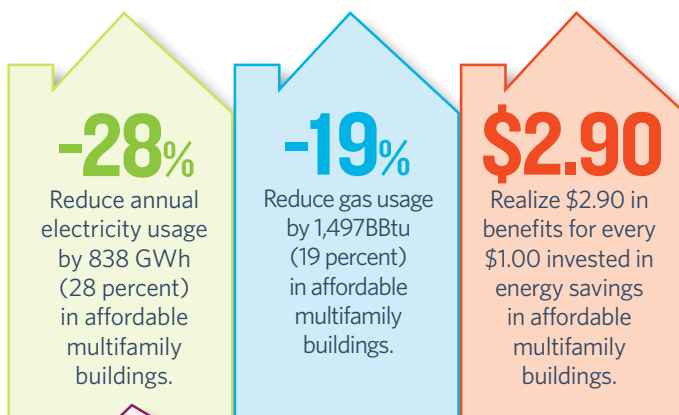 -28%
Reduce annual
electricity usage
by 838 GWh
(28 percent)
in affordable
multifamily
buildings.
-19%
Reduce gas usage
by 1,497BBtu
(19 percent)
in affordable
multifamily
buildings.
$2.90
Realize $2.90 in
benefits for every
$1.00 invested in
energy savings
in affordable
multifamily
buildings.